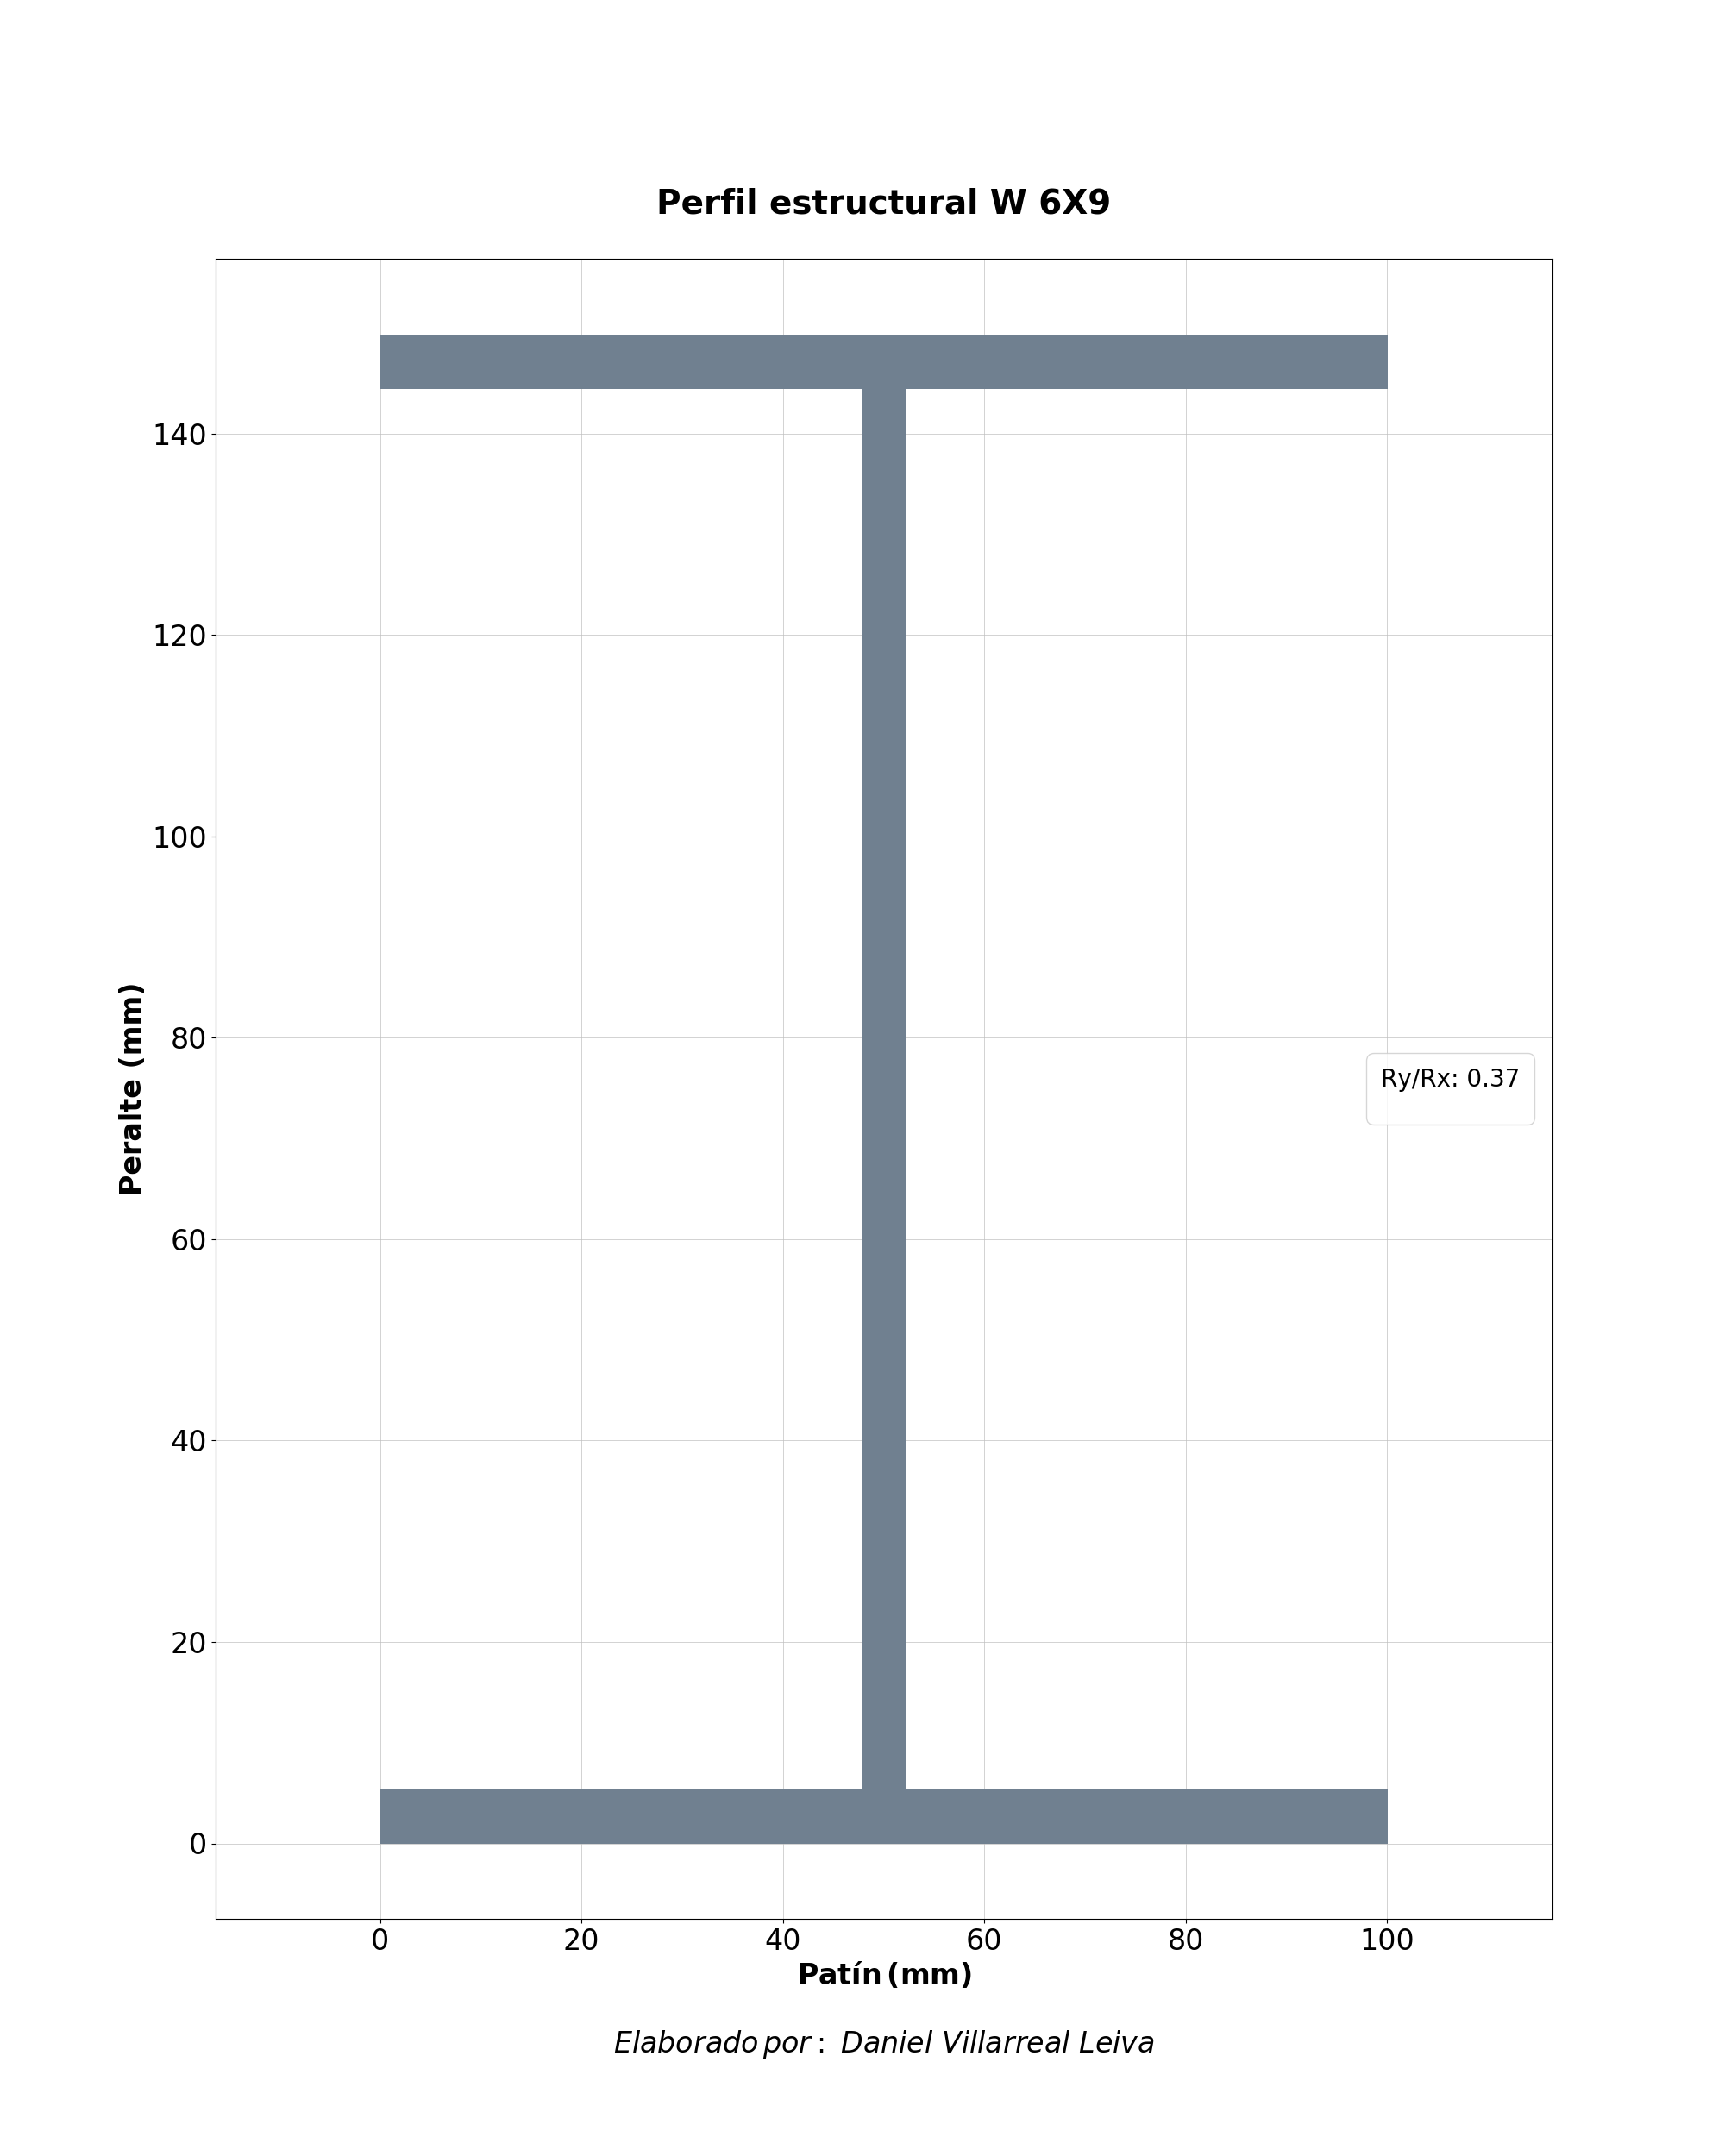 Perfil estructural W 6X9
140
120
100
80
60
40
20
0
Peralte (mm)
Ry/Rx: 0.37
0 20 40 60 80 100
Patín (mm)
Elaborado por: Daniel Villarreal Leiva